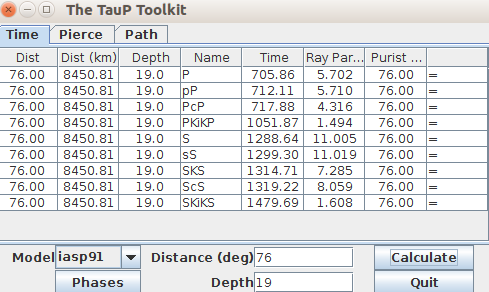 The TauP Toolkit
Time Pierce Path
Dist Dist (km) Depth Name Time Ray Par... Purist ...
76.00 8450.81 19.0 P 705.86 5.702 76.00 =
76.00 8450.81 19.0 pP 712.11 5.710 76.00 =
76.00 8450.81 19.0 PcP 717.88 4.316 76.00 =
76.00 8450.81 19.0 PKiKP 1051.87 1.494 76.00 =
76.00 8450.81 19.0 S 1288.64 11.005 76.00 =
76.00 8450.81 19.0 sS 1299.30 11.019 76.00 =
76.00 8450.81 19.0 SKS 1314.71 7.285 76.00 =
76.00 8450.81 19.0 ScS 1319.22 8.059 76.00 =
76.00 8450.81 19.0 SKiKS 1479.69 1.608 76.00 =
Model iasp91 Distance (deg) 76 Calculate
Phases Depth 19 Quit